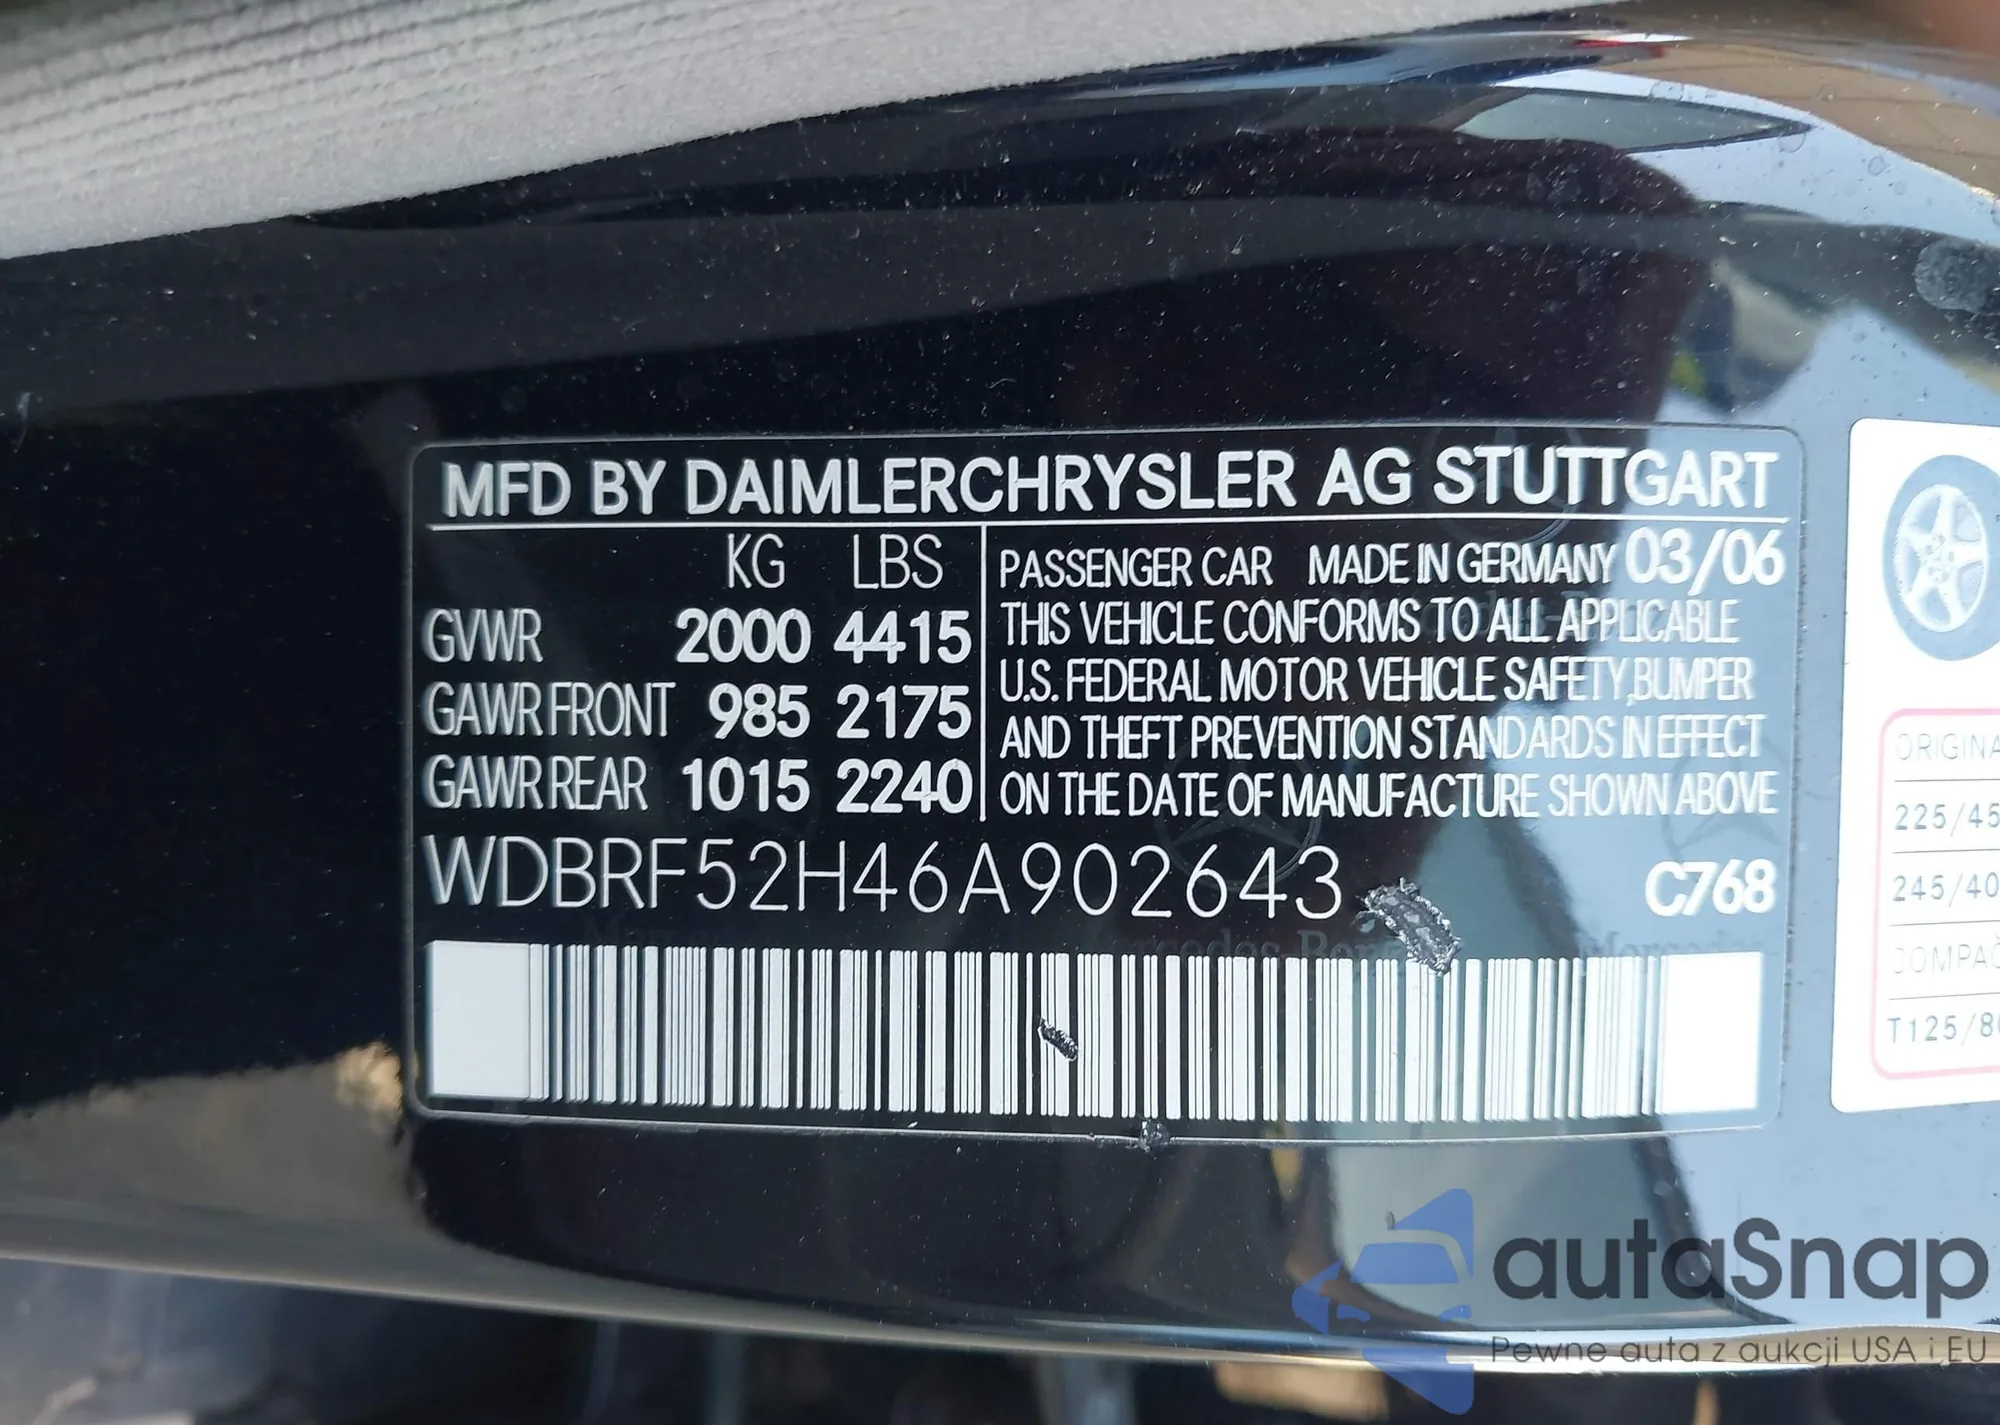 MFD BY DAIMLERCHRYSLER AG STUTTGART
KG LBS
GVWR 2000 4415
GAWR FRONT 985 2175
GAWR REAR 1015 2240
PASSENGER CAR MADE IN GERMANY 03/06
THIS VEHICLE CONFORMS TO ALL APPLICABLE
U.S. FEDERAL MOTOR VEHICLE SAFETY,BUMPER
AND THEFT PREVENTION STANDARDS IN EFFECT
ON THE DATE OF MANUFACTURE SHOWN ABOVE
WDBRF52H46A902643 C768
ORIGINA
225/45
245/40
COMPAC
T125/80
autaSnap
Pewne auta z aukcji USA i EU